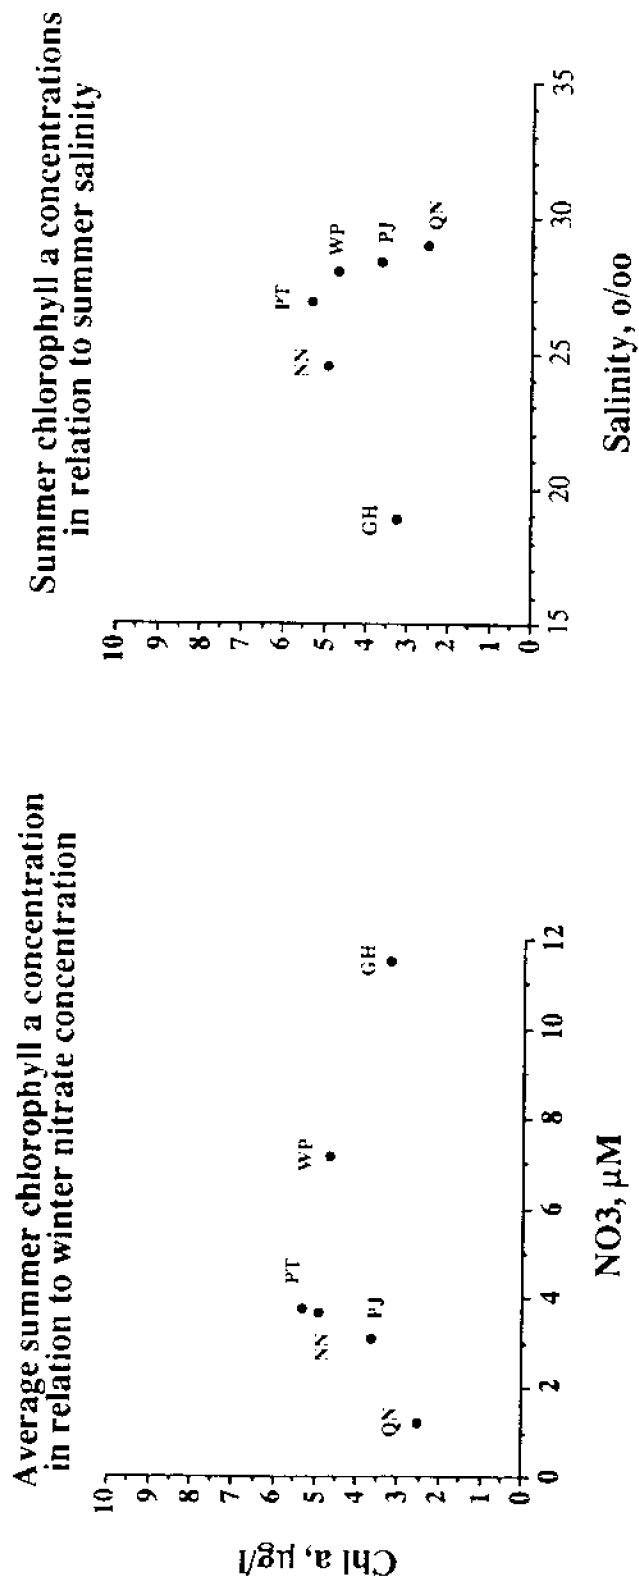 Average summer chlorophyll a concentration
in relation to winter nitrate concentration
Chl a, µg/l
10
9
8
7
6
5
4
3
2
1
0
QN
NN
PT
PJ
WP
GH
0
2
4
6
8
10
12
NO3, µM
Summer chlorophyll a concentrations
in relation to summer salinity
10
9
8
7
6
5
4
3
2
1
0
GH
NN
PT
WP
PJ
QN
15
20
25
30
35
Salinity, o/oo